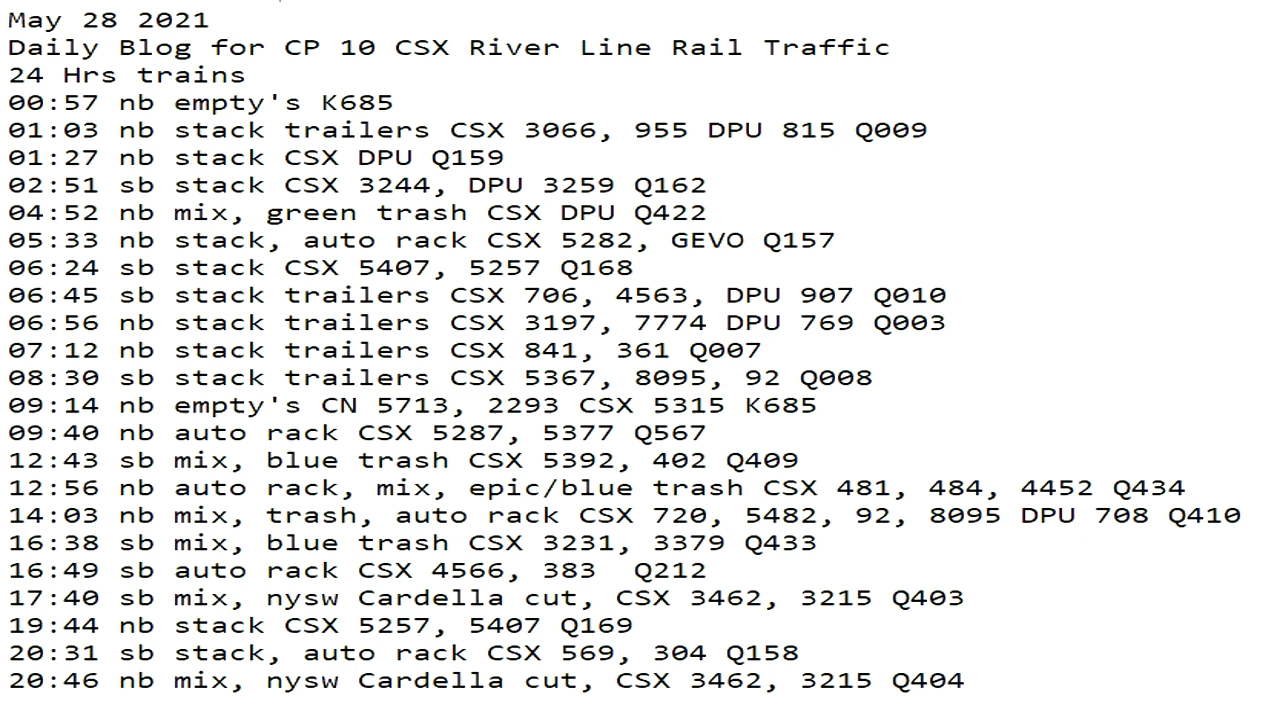 May 28 2021
Daily Blog for CP 10 CSX River Line Rail Traffic
24 Hrs trains
00:57 nb empty's K685
01:03 nb stack trailers CSX 3066, 955 DPU 815 Q009
01:27 nb stack CSX DPU Q159
02:51 sb stack CSX 3244, DPU 3259 Q162
04:52 nb mix, green trash CSX DPU Q422
05:33 nb stack, auto rack CSX 5282, GEVO Q157
06:24 sb stack CSX 5407, 5257 Q168
06:45 sb stack trailers CSX 706, 4563, DPU 907 Q010
06:56 nb stack trailers CSX 3197, 7774 DPU 769 Q003
07:12 nb stack trailers CSX 841, 361 Q007
08:30 sb stack trailers CSX 5367, 8095, 92 Q008
09:14 nb empty's CN 5713, 2293 CSX 5315 K685
09:40 nb auto rack CSX 5287, 5377 Q567
12:43 sb mix, blue trash CSX 5392, 402 Q409
12:56 nb auto rack, mix, epic/blue trash CSX 481, 484, 4452 Q434
14:03 nb mix, trash, auto rack CSX 720, 5482, 92, 8095 DPU 708 Q410
16:38 sb mix, blue trash CSX 3231, 3379 Q433
16:49 sb auto rack CSX 4566, 383  Q212
17:40 sb mix, nysw Cardella cut, CSX 3462, 3215 Q403
19:44 nb stack CSX 5257, 5407 Q169
20:31 sb stack, auto rack CSX 569, 304 Q158
20:46 nb mix, nysw Cardella cut, CSX 3462, 3215 Q404